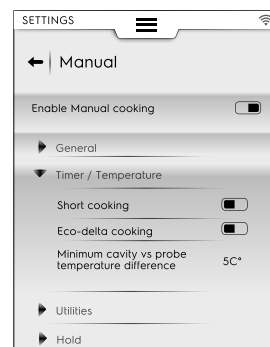 SETTINGS
Manual
Enable Manual cooking
General
Timer / Temperature
Short cooking
Eco-delta cooking
Minimum cavity vs probe
temperature difference
5C°
Utilities
Hold